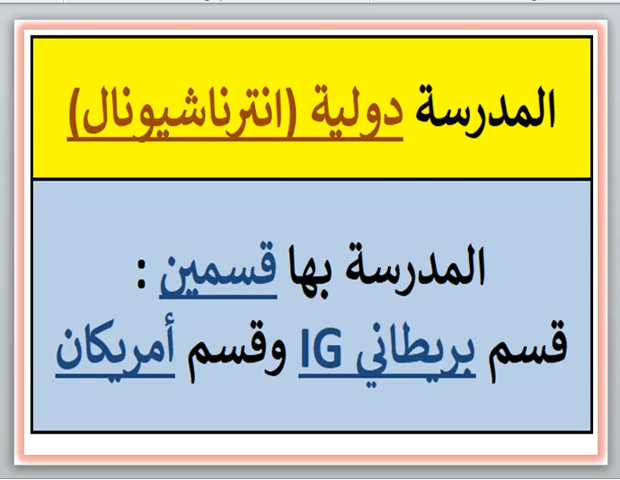 المدرسة دولية (انترناشيونال)
المدرسة بها قسمين :
قسم بريطاني IG وقسم أمريكان